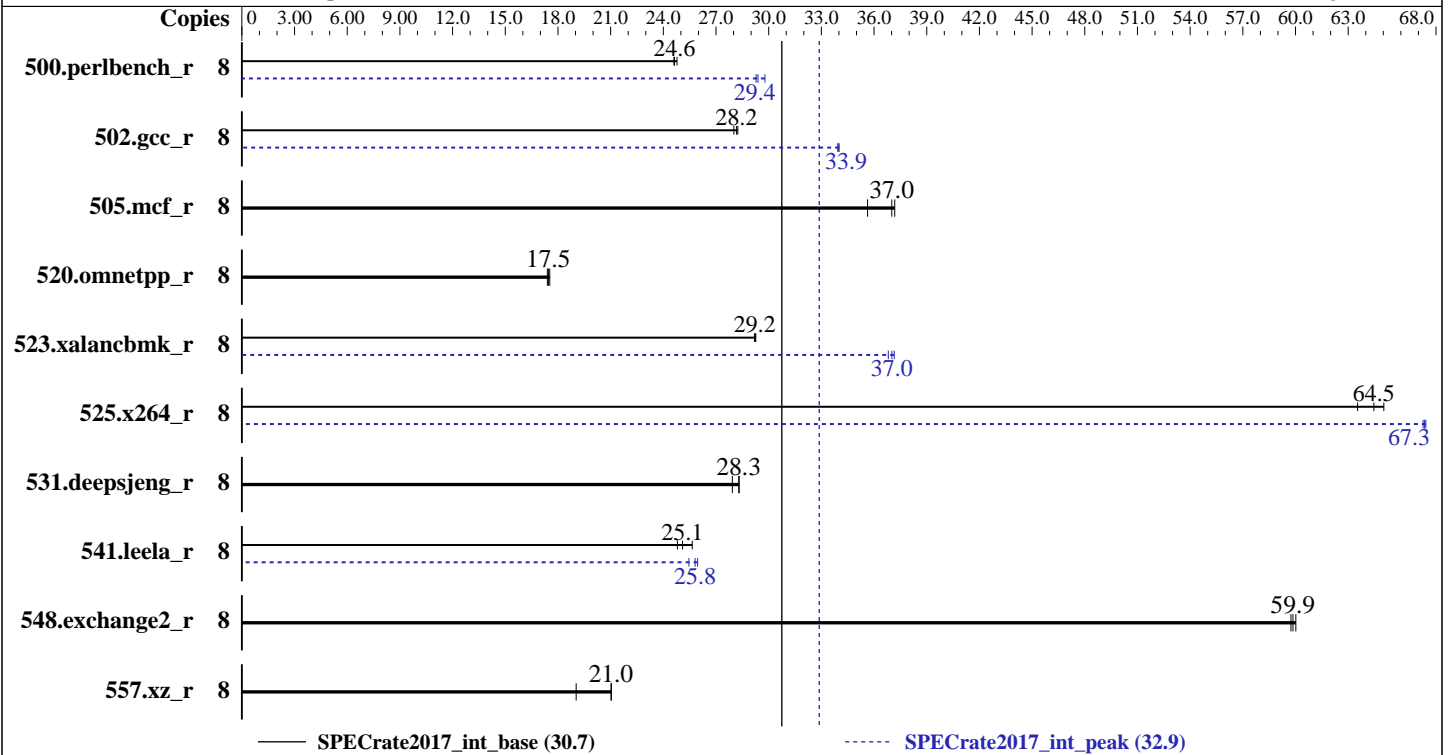 Copies 0 3.00 6.00 9.00 12.0 15.0 18.0 21.0 24.0 27.0 30.0 33.0 36.0 39.0 42.0 45.0 48.0 51.0 54.0 57.0 60.0 63.0 68.0
24.6
500.perlbench_r 8
29.4
28.2
502.gcc_r 8
33.9
37.0
505.mcf_r 8
17.5
520.omnetpp_r 8
29.2
523.xalancbmk_r 8
37.0
64.5
525.x264_r 8
67.3
28.3
531.deepsjeng_r 8
25.1
541.leela_r 8
25.8
59.9
548.exchange2_r 8
21.0
557.xz_r 8
SPECrate2017_int_base (30.7) SPECrate2017_int_peak (32.9)